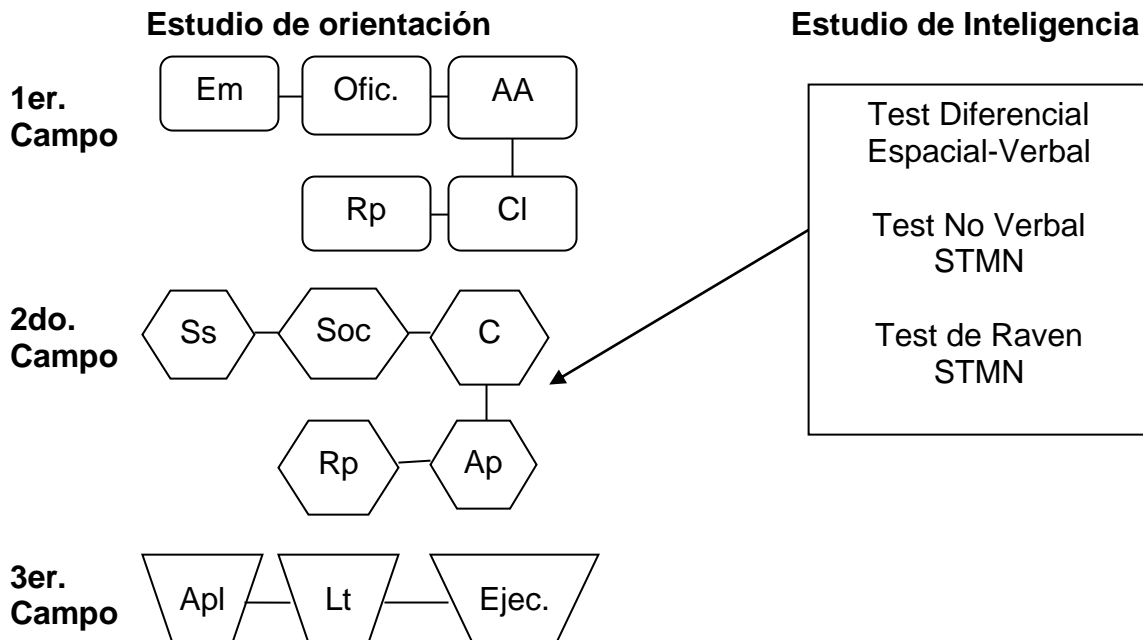 Estudio de orientación
Estudio de Inteligencia
1er.
Campo
Em
Ofic.
AA
Rp
Cl
2do.
Campo
Ss
Soc
C
Rp
Ap
3er.
Campo
Apl
Lt
Ejec.
Test Diferencial
Espacial-Verbal
Test No Verbal
STMN
Test de Raven
STMN